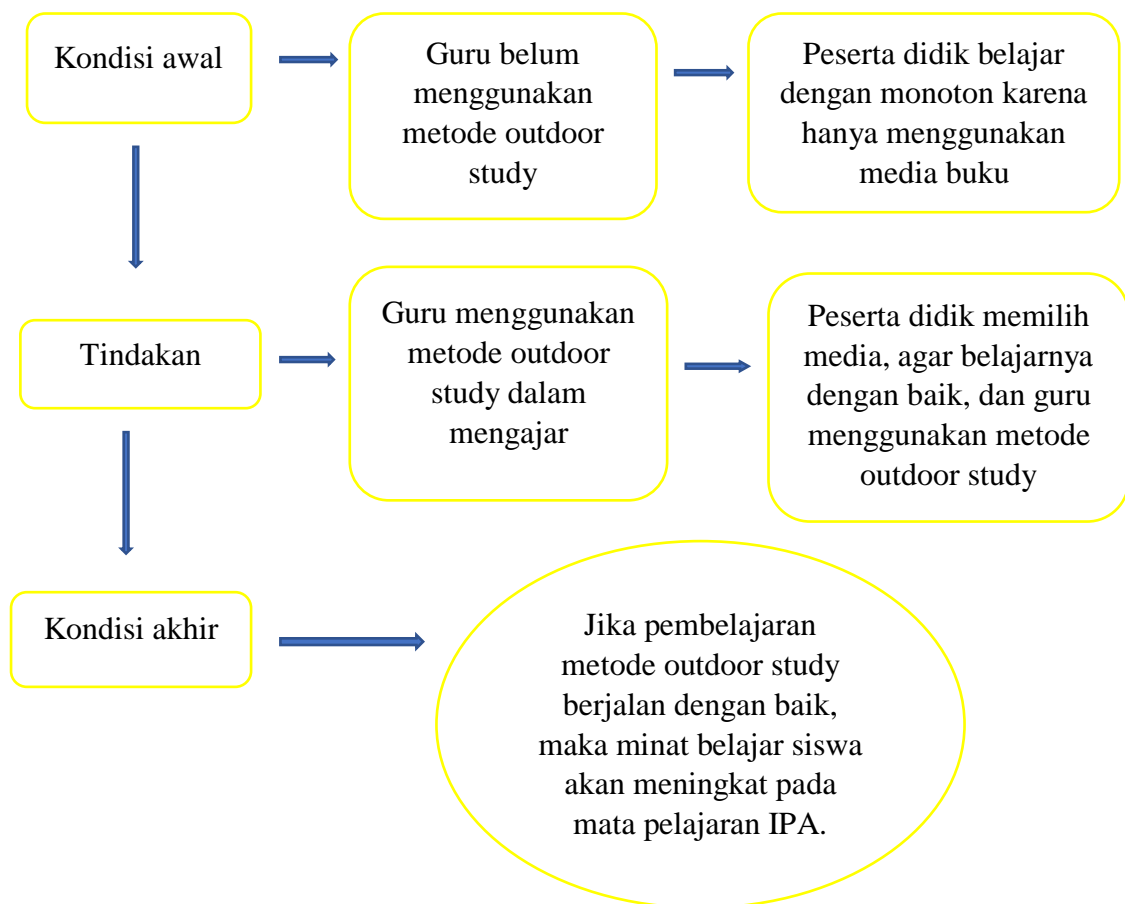 Kondisi awal
Guru belum
menggunakan
metode outdoor
study
Peserta didik belajar
dengan monoton karena
hanya menggunakan
media buku
Tindakan
Guru menggunakan
metode outdoor
study dalam
mengajar
Peserta didik memilih
media, agar belajarnya
dengan baik, dan guru
menggunakan metode
outdoor study
Kondisi akhir
Jika pembelajaran
metode outdoor study
berjalan dengan baik,
maka minat belajar siswa
akan meningkat pada
mata pelajaran IPA.